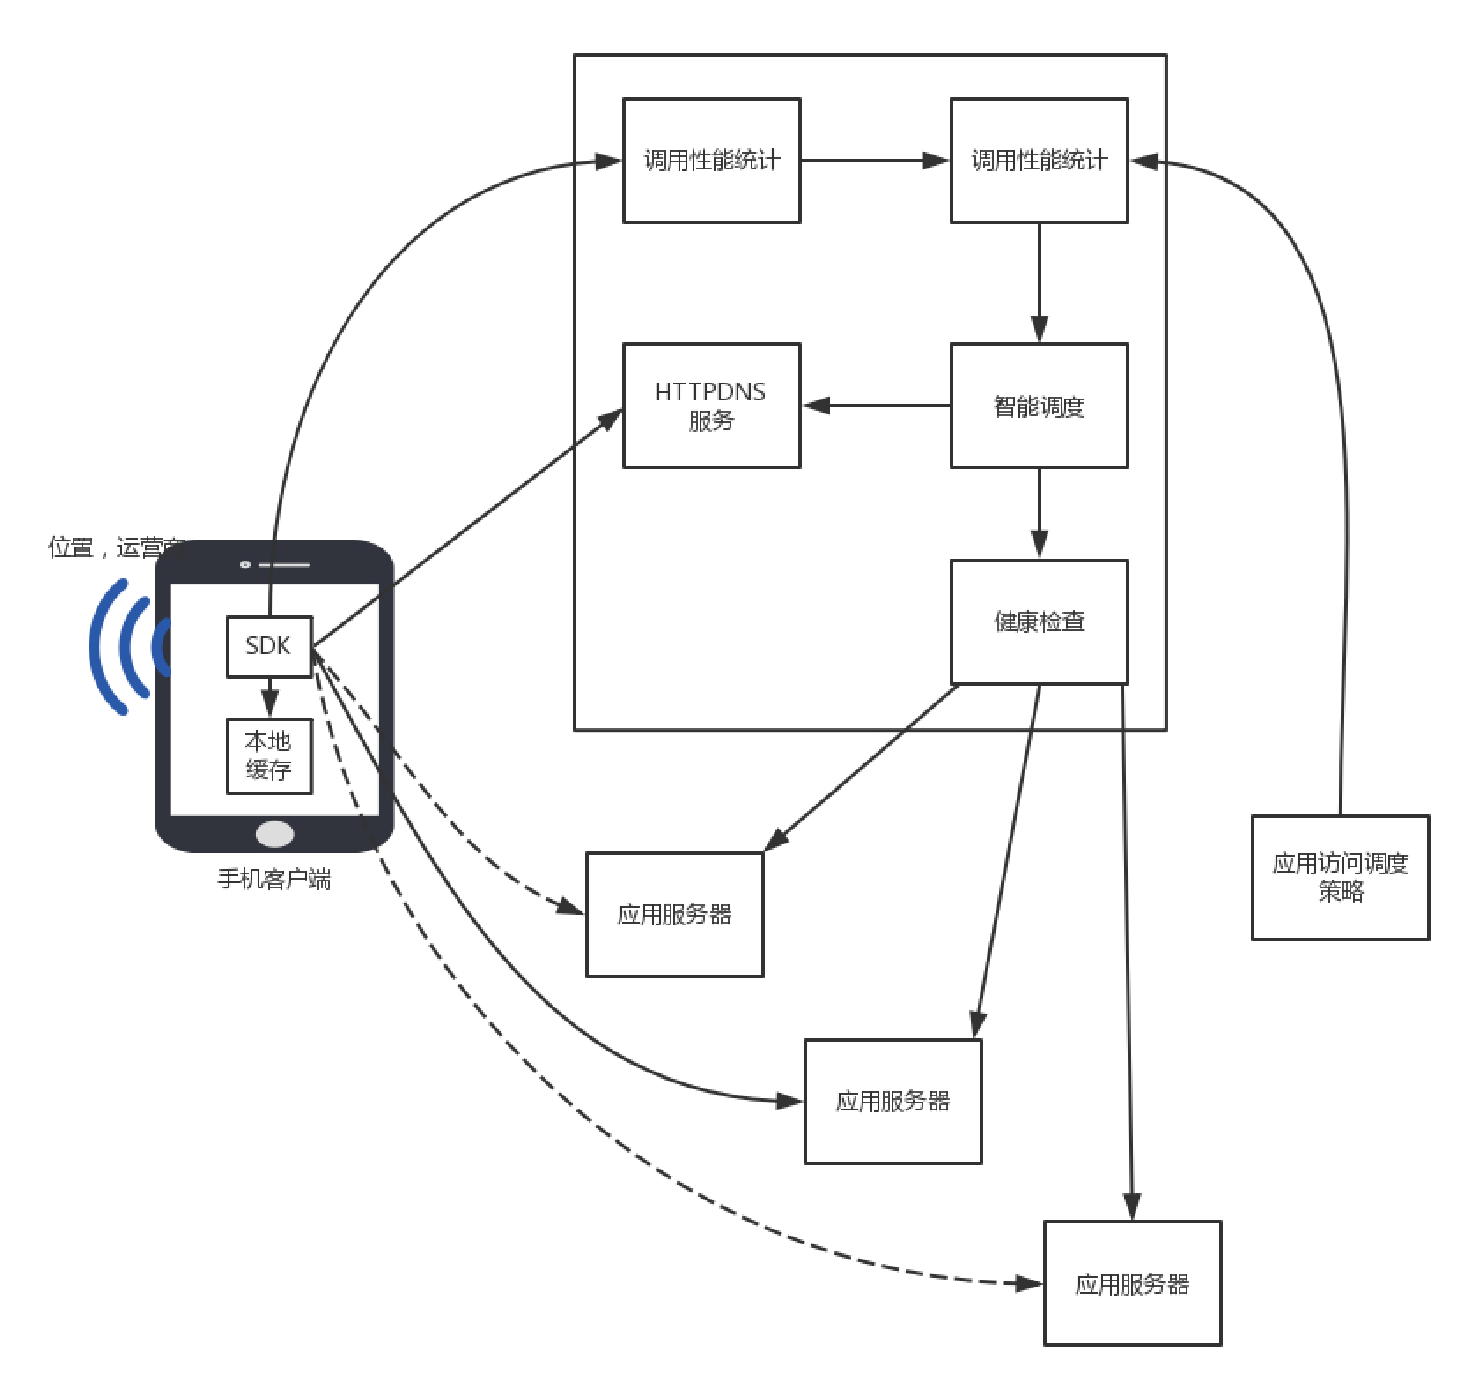 调用性能统计
调用性能统计
HTTPDNS
服务
智能调度
位置，运营商
健康检查
SDK
本地
缓存
手机客户端
应用访问调度
策略
应用服务器
应用服务器
应用服务器